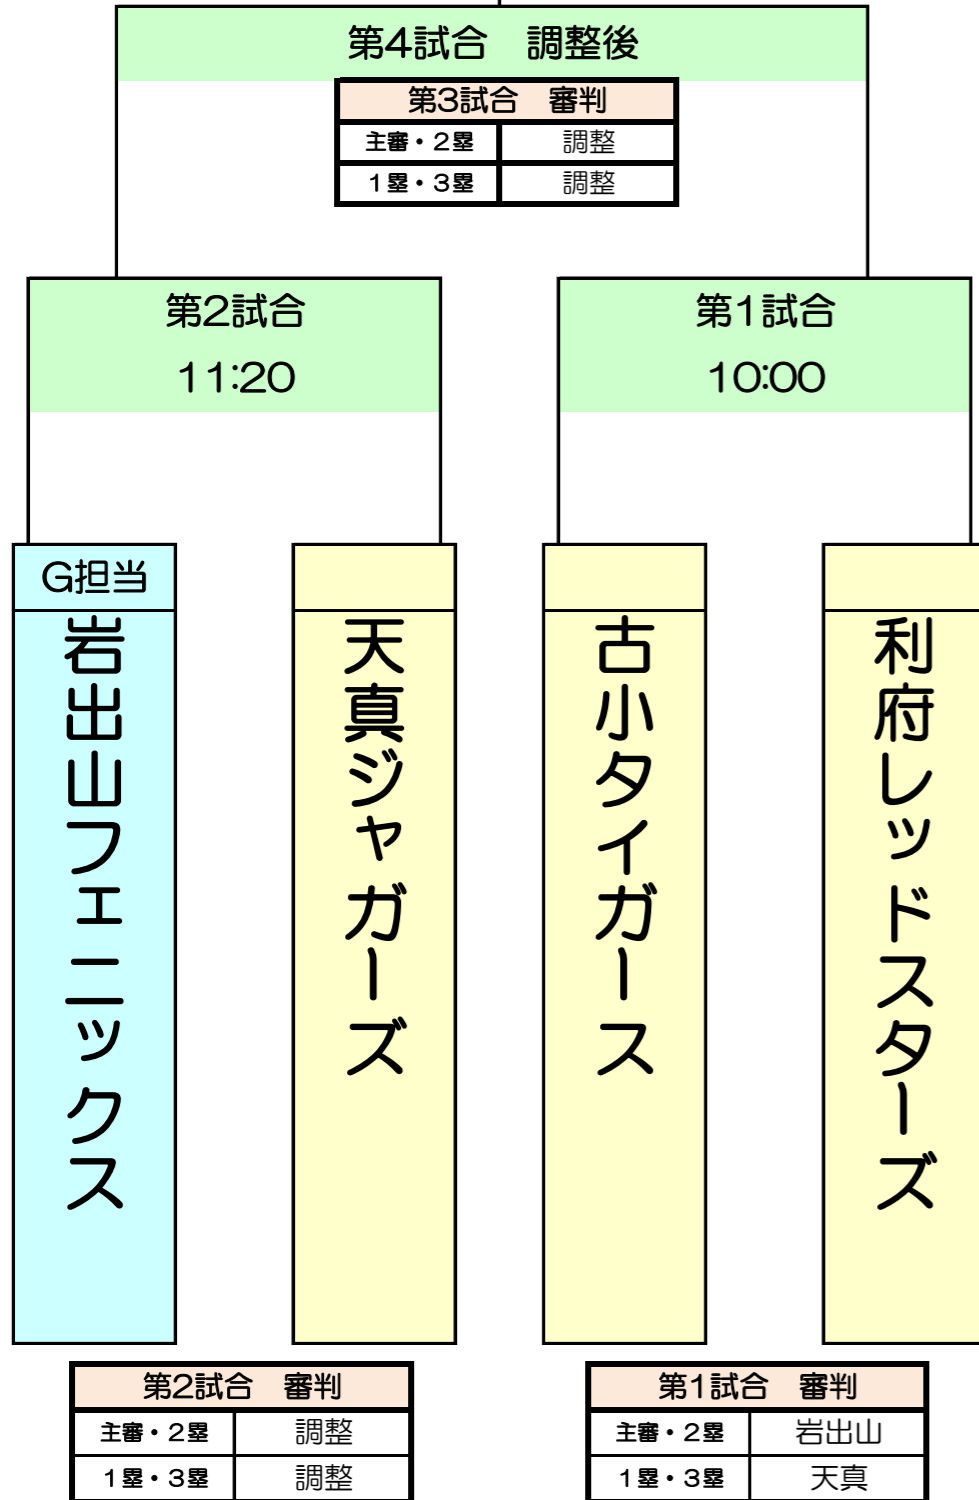 第4試合　調整後
第3試合　審判
主審・2塁　調整
1塁・3塁　調整
第2試合
11:20
第1試合
10:00
G担当
岩出山フェニックス
天真ジャガーズ
古小タイガース
利府レッドスターズ
第2試合　審判
主審・2塁　調整
1塁・3塁　調整
第1試合　審判
主審・2塁　岩出山
1塁・3塁　天真